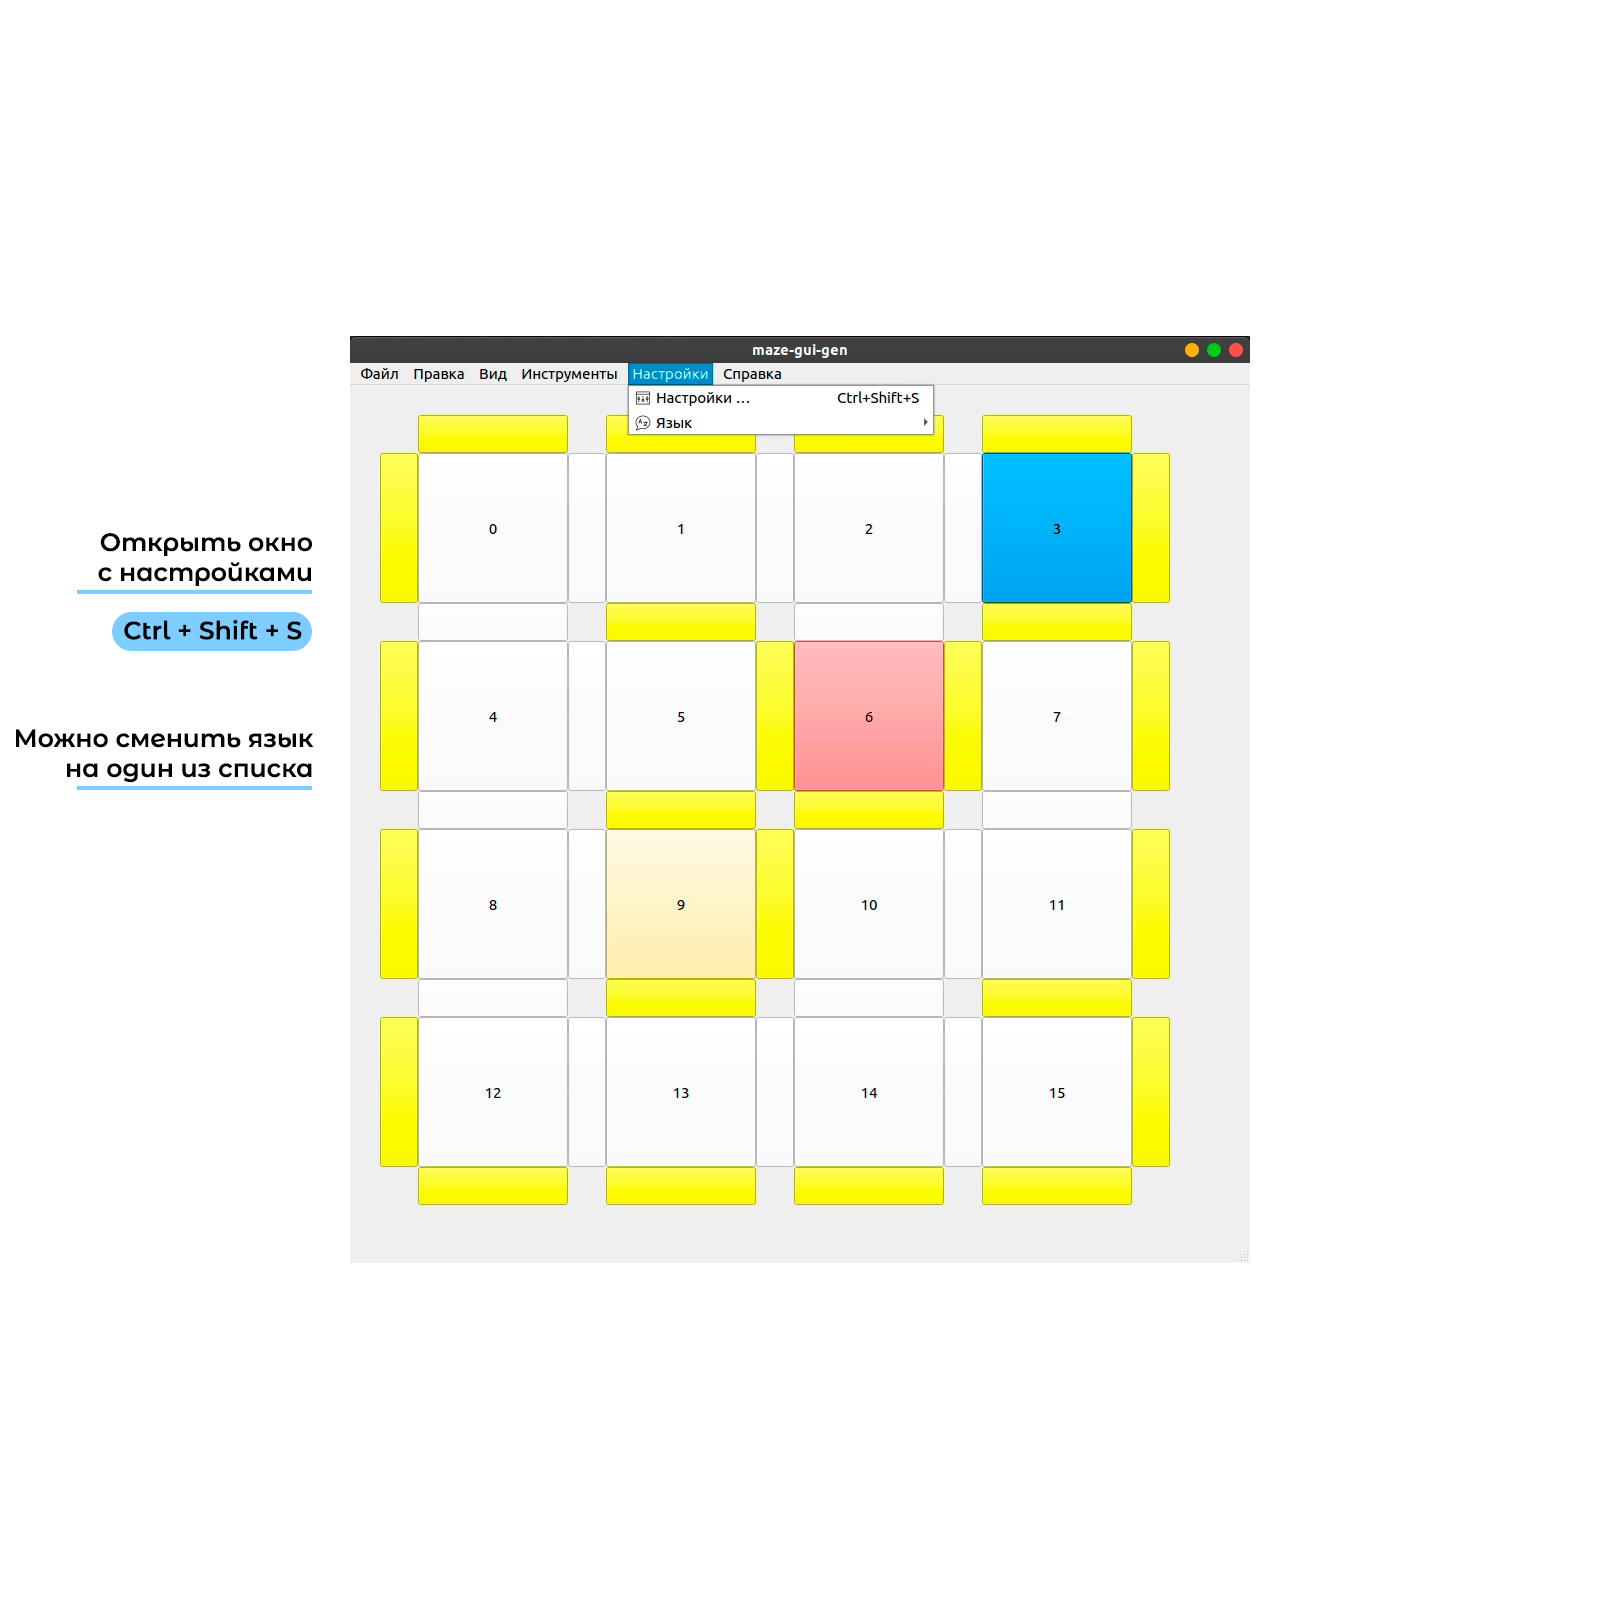 maze-gui-gen
Файл Правка Вид Инструменты Настройки Справка
Настройки ... Ctrl+Shift+S
Язык
0 1 2 3
4 5 6 7
8 9 10 11
12 13 14 15
Открыть окно
с настройками
Ctrl + Shift + S
Можно сменить язык
на один из списка